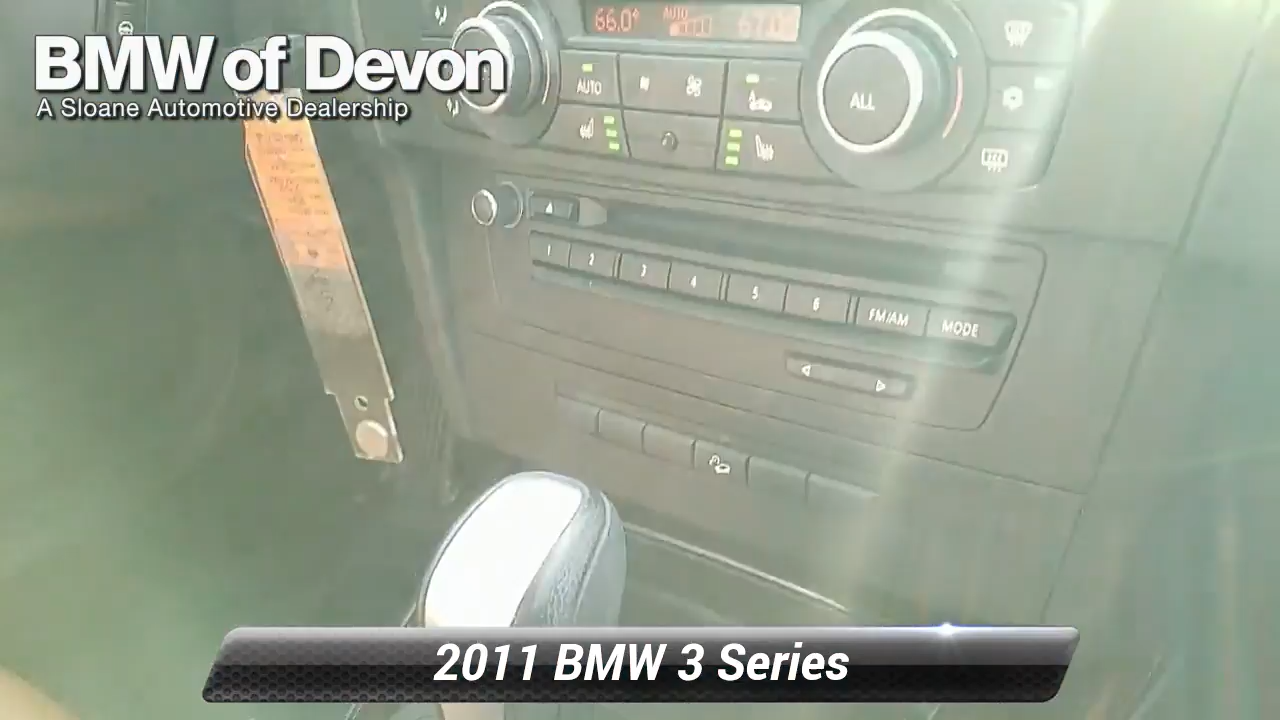 66.0°
AUTO
67.0°
BMW of Devon
A Sloane Automotive Dealership
AUTO
ALL
1
2
3
4
5
6
FM/AM
MODE
2011 BMW 3 Series